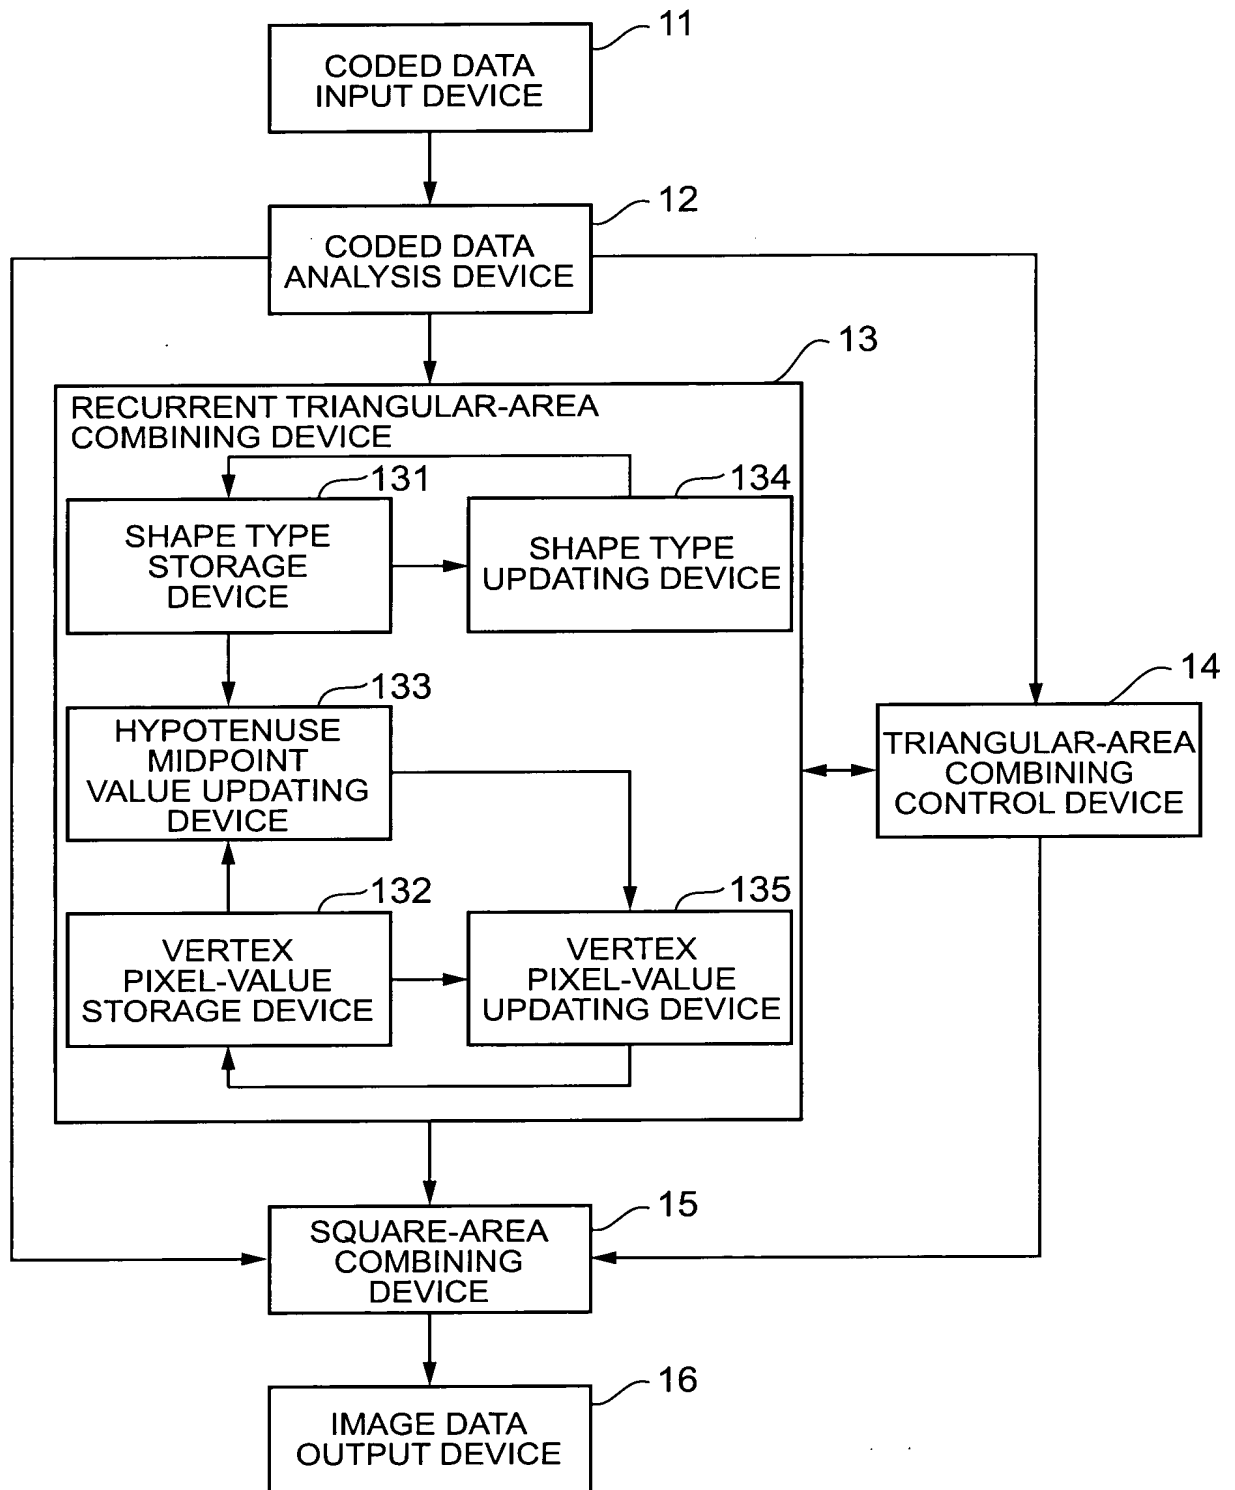 11
CODED DATA
INPUT DEVICE
12
CODED DATA
ANALYSIS DEVICE
13
RECURRENT TRIANGULAR-AREA
COMBINING DEVICE
131
SHAPE TYPE
STORAGE
DEVICE
134
SHAPE TYPE
UPDATING DEVICE
133
HYPOTENUSE
MIDPOINT
VALUE UPDATING
DEVICE
14
TRIANGULAR-AREA
COMBINING
CONTROL DEVICE
132
VERTEX
PIXEL-VALUE
STORAGE DEVICE
135
VERTEX
PIXEL-VALUE
UPDATING DEVICE
15
SQUARE-AREA
COMBINING
DEVICE
16
IMAGE DATA
OUTPUT DEVICE